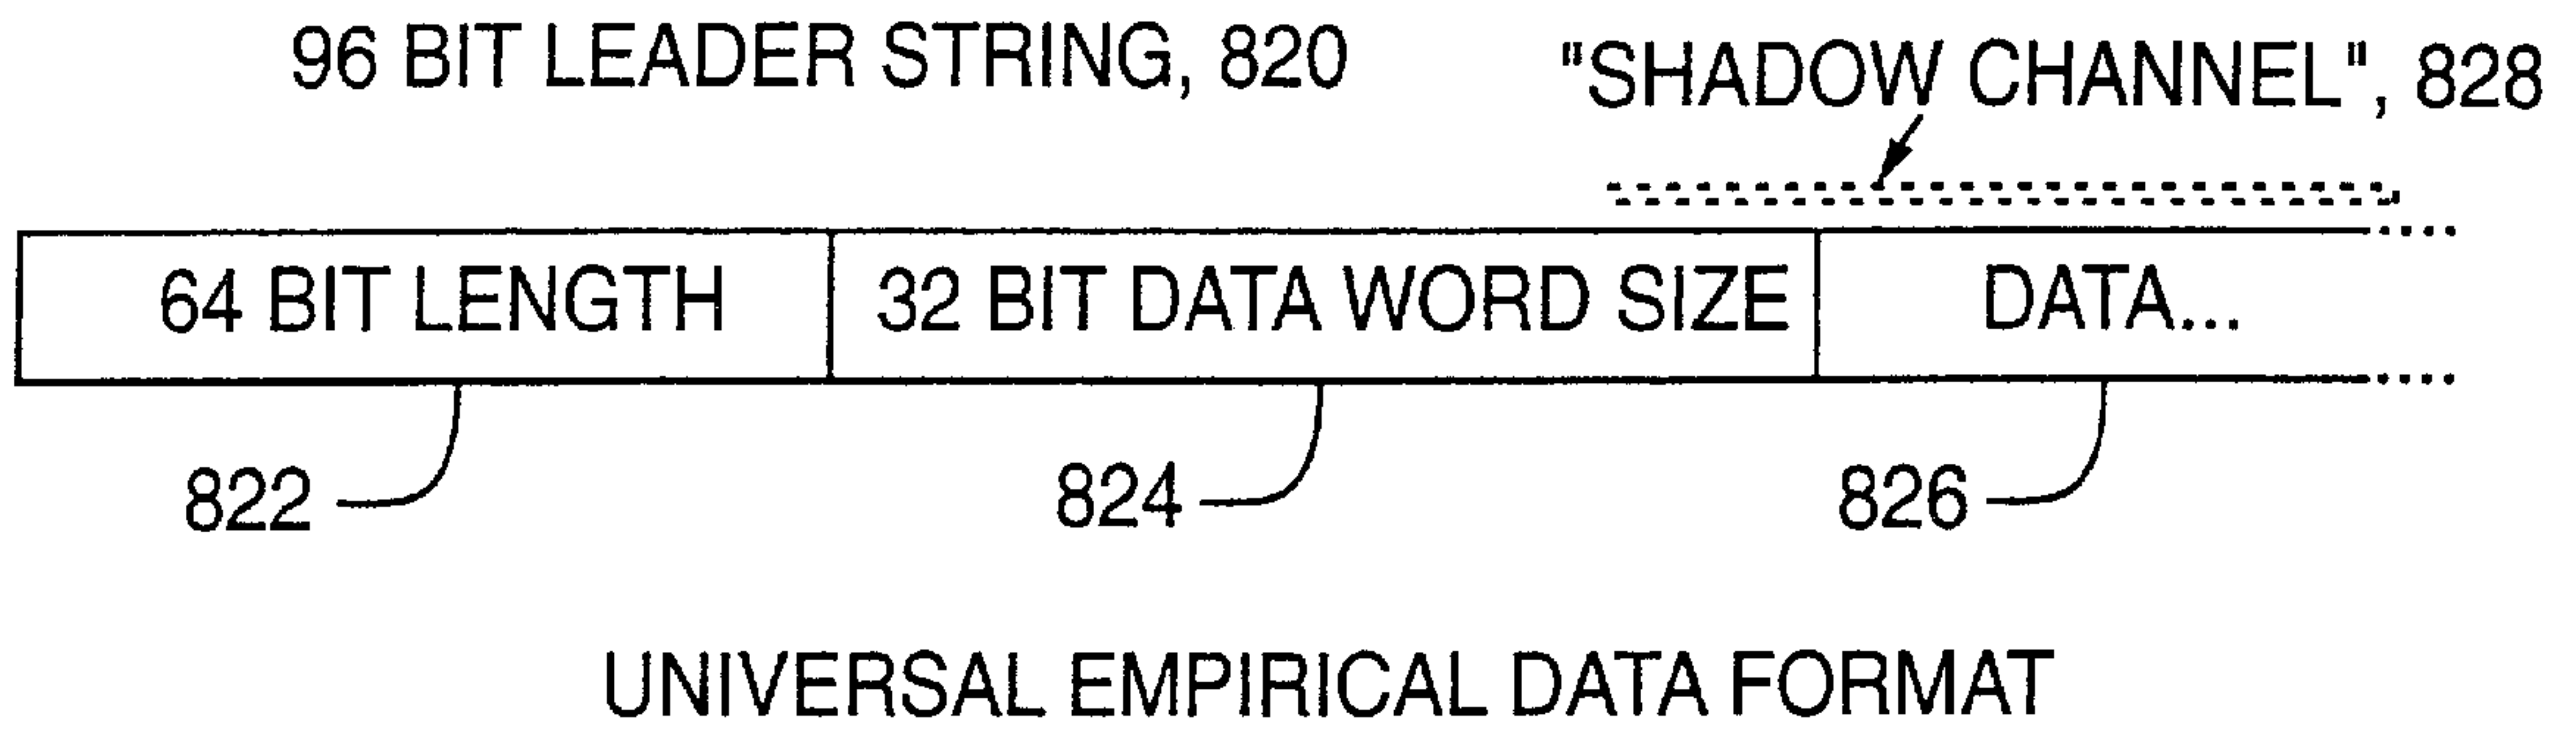 96 BIT LEADER STRING, 820
"SHADOW CHANNEL", 828
64 BIT LENGTH
32 BIT DATA WORD SIZE
DATA...
822
824
826
UNIVERSAL EMPIRICAL DATA FORMAT